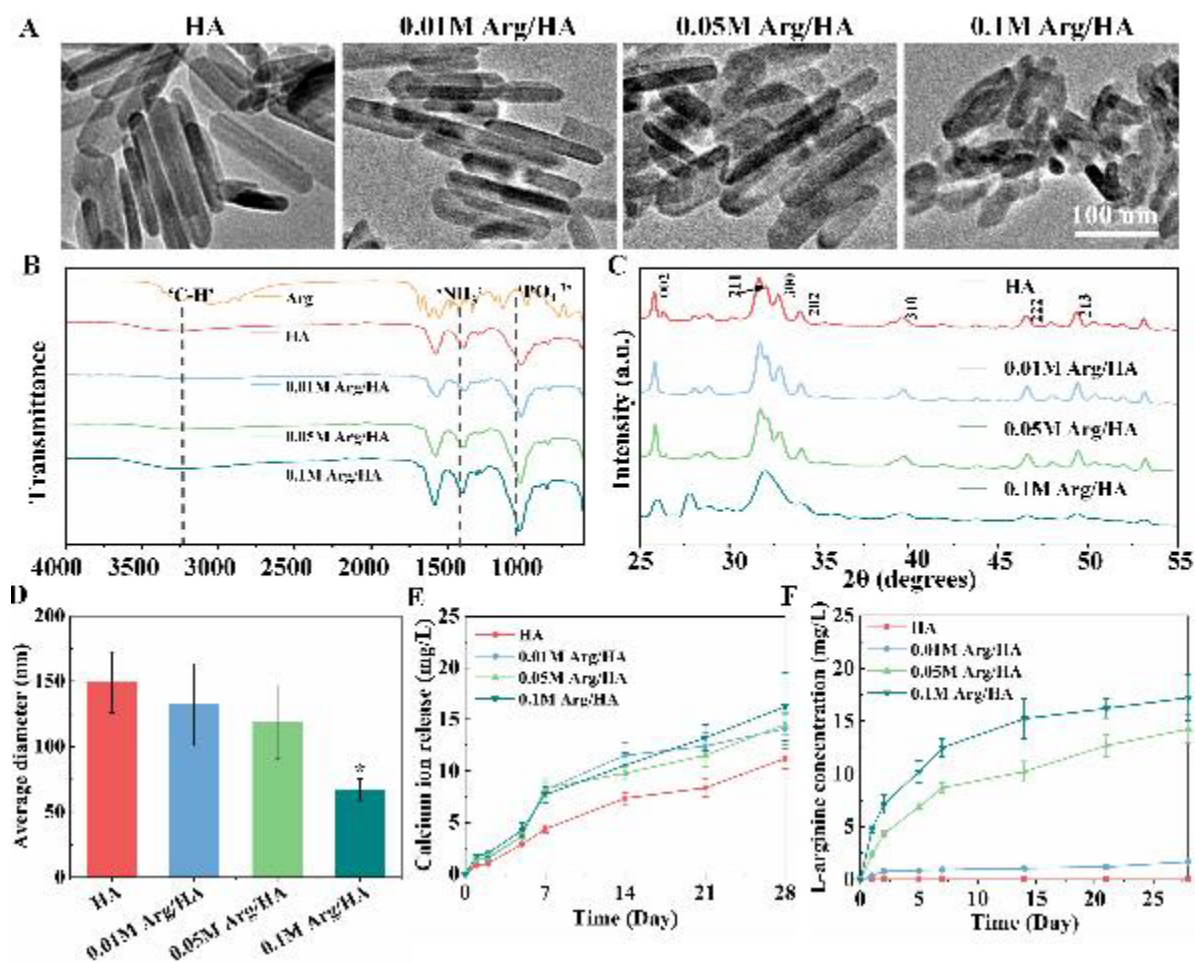 A
HA
0.01M Arg/HA
0.05M Arg/HA
0.1M Arg/HA
100 nm
B
Transmittance
'C-H'
Arg
HA
0.01M Arg/HA
0.05M Arg/HA
0.1M Arg/HA
4000 3500 3000 2500 2000 1500 1000
C
Intensity (a.u.)
002
211
300
202
310
222
213
HA
0.01M Arg/HA
0.05M Arg/HA
0.1M Arg/HA
25 30 35 40 45 50 55
2θ (degrees)
D
Average diameter (nm)
200
150
100
50
0
*
HA
0.01M Arg/HA
0.05M Arg/HA
0.1M Arg/HA
E
Calcium ion release (mg/L)
25
20
15
10
5
0
HA
0.01M Arg/HA
0.05M Arg/HA
0.1M Arg/HA
0 7 14 21 28
Time (Day)
F
L-arginine concentration (mg/L)
25
20
15
10
5
0
HA
0.01M Arg/HA
0.05M Arg/HA
0.1M Arg/HA
0 5 10 15 20 25
Time (Day)